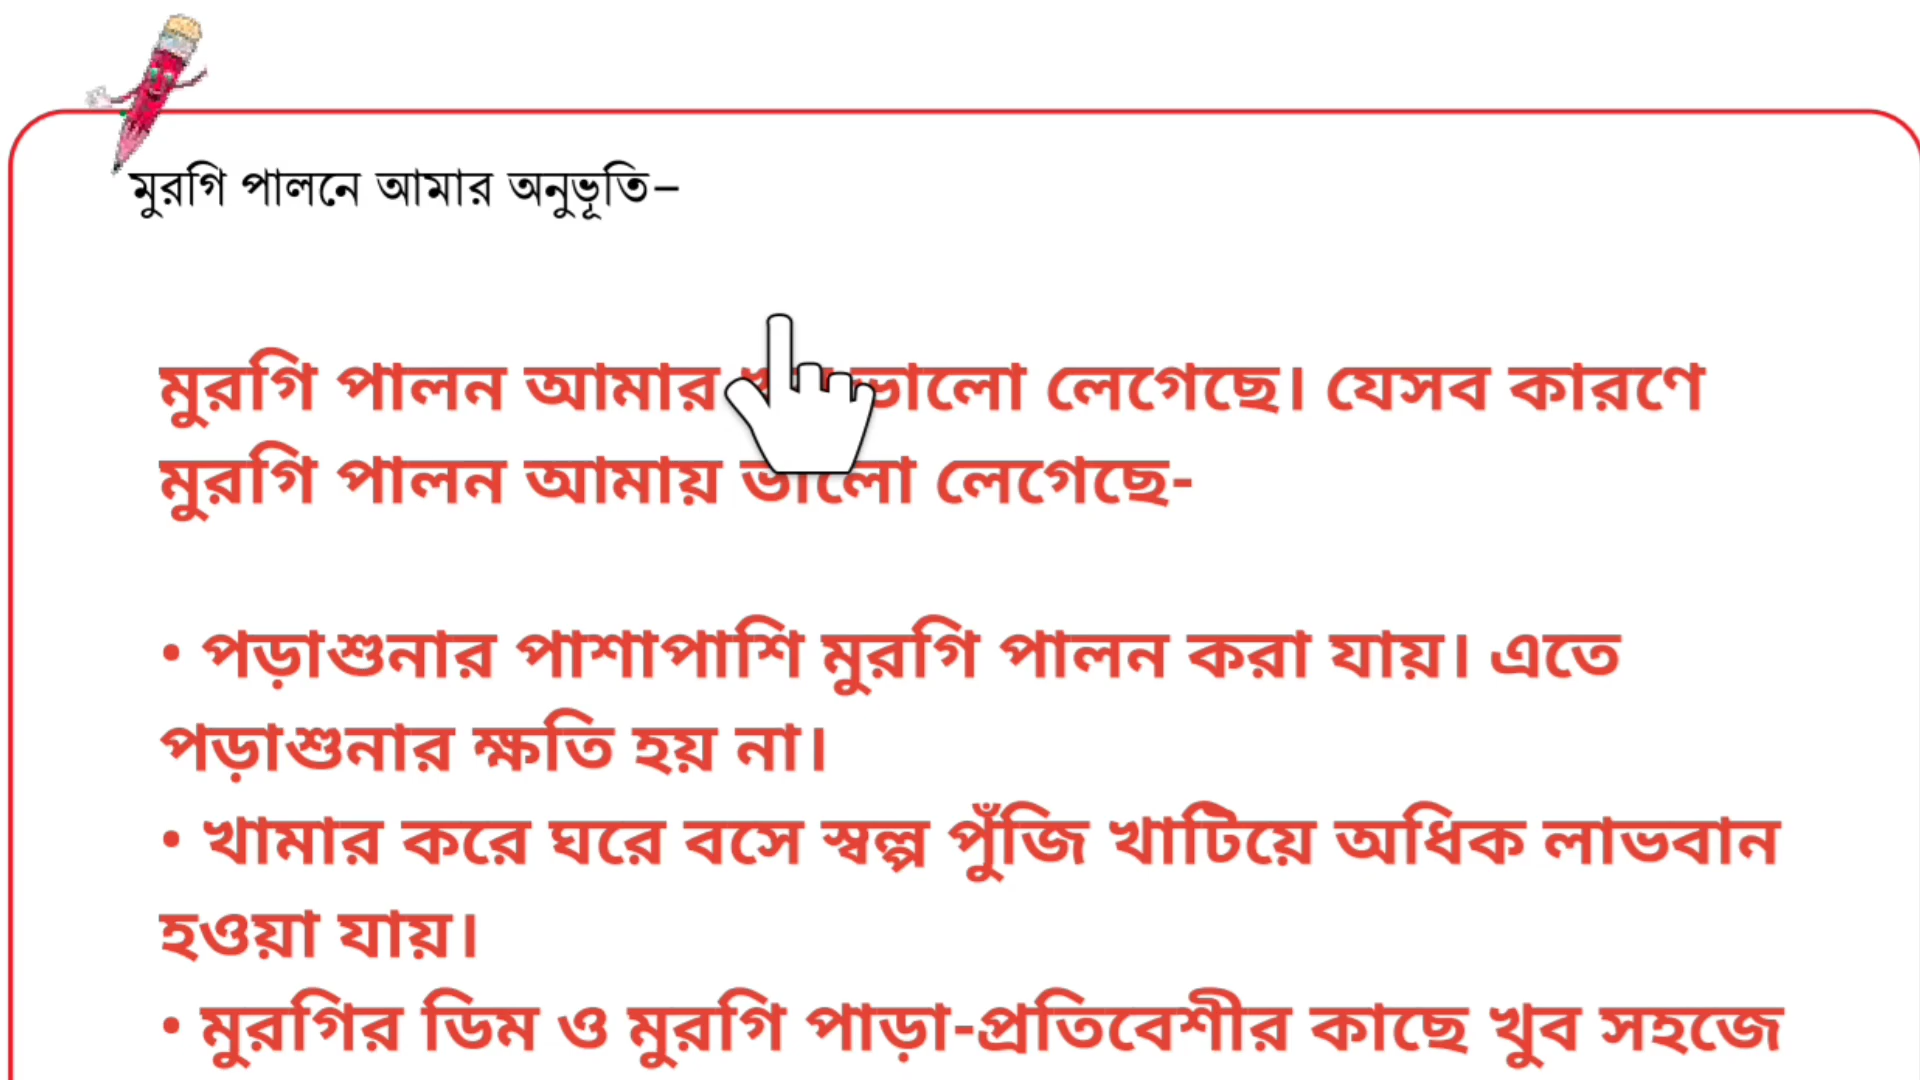 মুরগি পালনে আমার অনুভূতি–
মুরগি পালন আমার ভালো লেগেছে। যেসব কারণে
মুরগি পালন আমায় ভালো লেগেছে-
• পড়াশুনার পাশাপাশি মুরগি পালন করা যায়। এতে
পড়াশুনার ক্ষতি হয় না।
• খামার করে ঘরে বসে স্বল্প পুঁজি খাটিয়ে অধিক লাভবান
হওয়া যায়।
• মুরগির ডিম ও মুরগি পাড়া-প্রতিবেশীর কাছে খুব সহজে